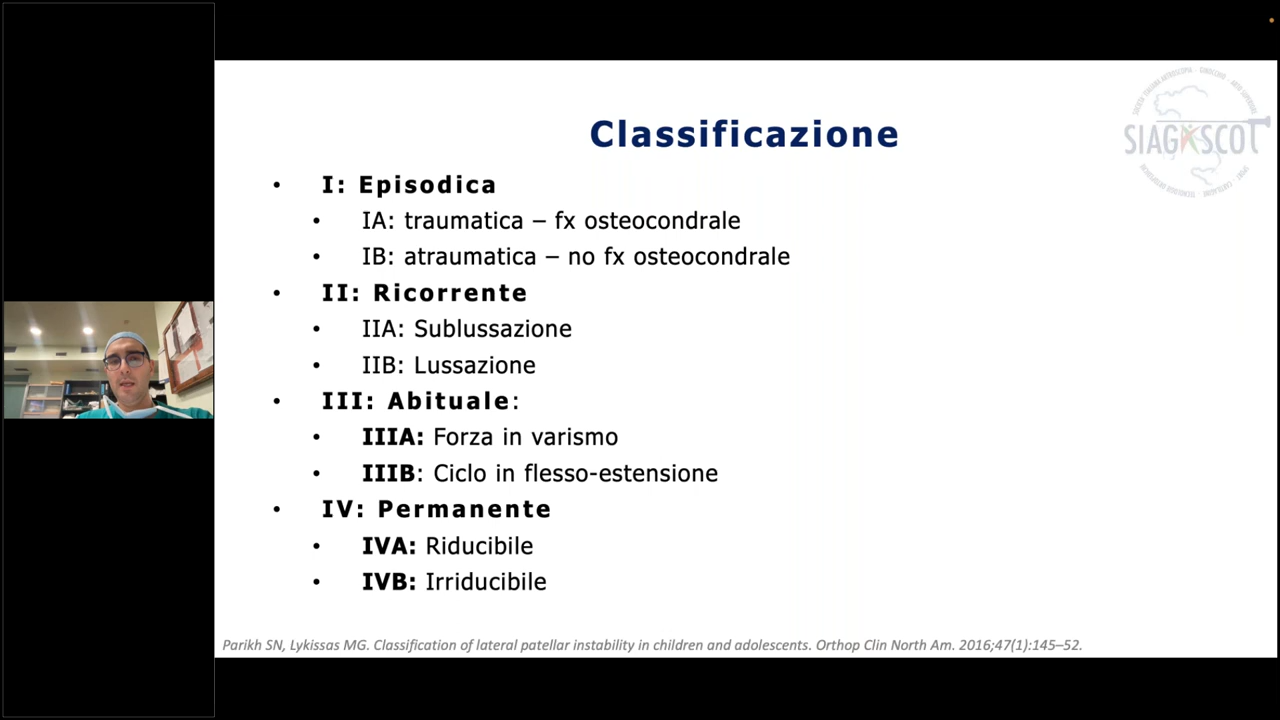 Classificazione
SIAGASCOT
• I: Episodica
• IA: traumatica – fx osteocondrale
• IB: atraumatica – no fx osteocondrale
• II: Ricorrente
• IIA: Sublussazione
• IIB: Lussazione
• III: Abituale:
• IIIA: Forza in varismo
• IIIB: Ciclo in flesso-estensione
• IV: Permanente
• IVA: Riducibile
• IVB: Irriducibile
Parikh SN, Lykissas MG. Classification of lateral patellar instability in children and adolescents. Orthop Clin North Am. 2016;47(1):145–52.